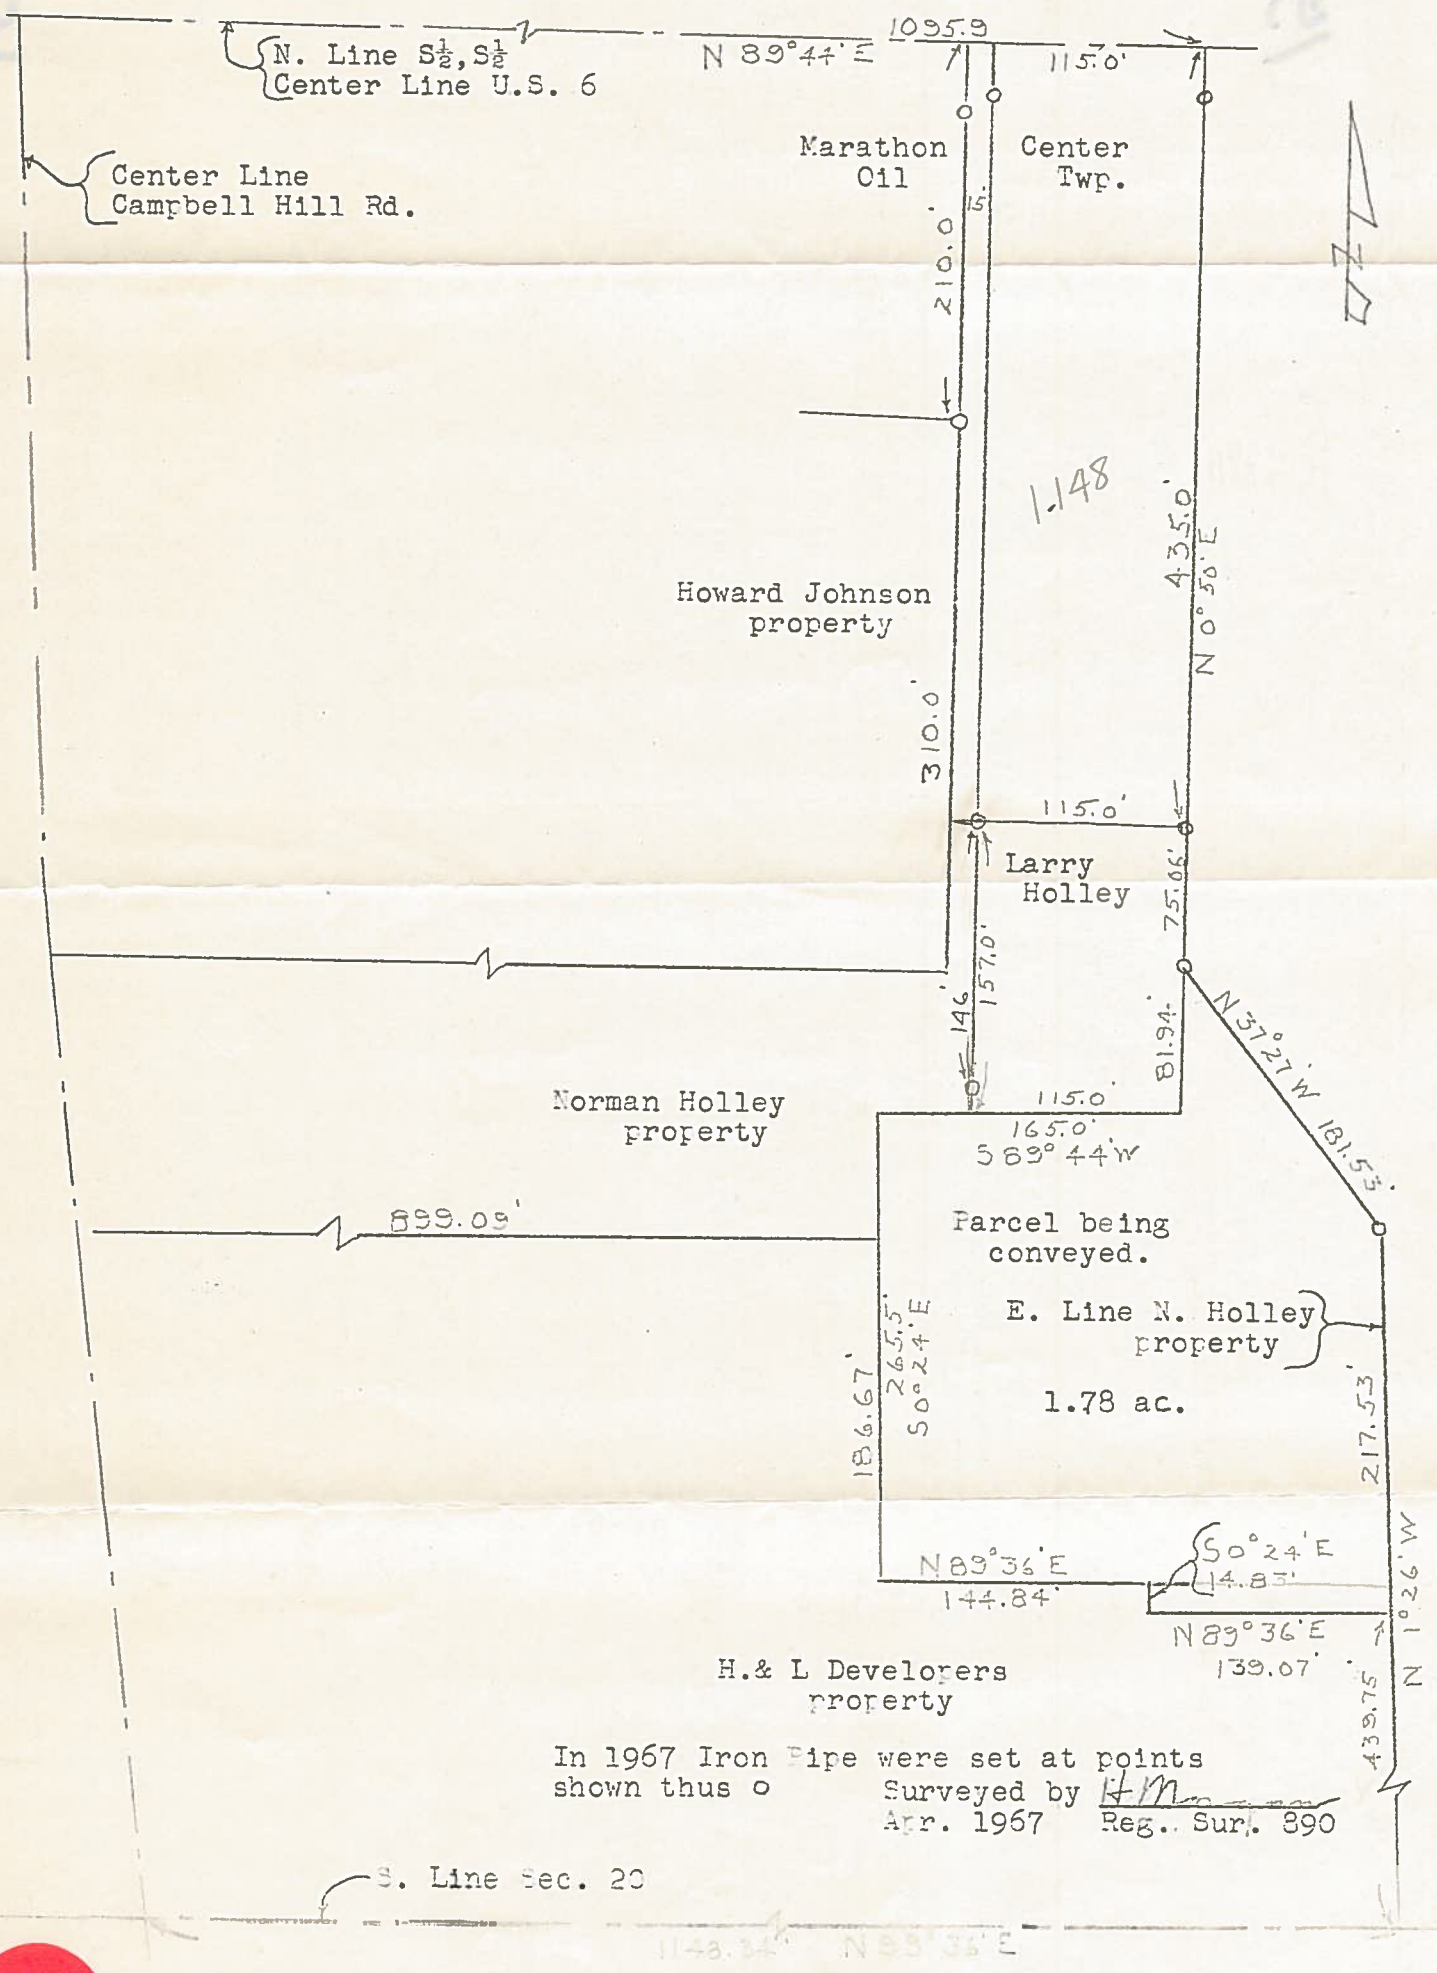 1095.9
N 89°44' E
115.0'
N. Line S½, S½
Center Line U.S. 6
Center Line
Campbell Hill Rd.
Marathon
Oil
Center
Twp.
15'
210.0'
N
1.148
435.0'
N 0° 50' E
Howard Johnson
property
310.0'
115.0'
Larry
Holley
75.06'
157.0'
146'
81.94'
N 37° 27' W 181.53'
Norman Holley
property
115.0'
165.0'
S 89° 44' W
899.09'
Parcel being
conveyed.
E. Line N. Holley
property
1.78 ac.
186.67'
265.5'
S 0° 24' E
217.53'
N 1° 26' W
N 89° 36' E
144.84'
S 0° 24' E
14.83'
N 89° 36' E
139.07'
439.75'
H.& L Developers
property
In 1967 Iron Pipe were set at points
shown thus o
Surveyed by
Apr. 1967 Reg. Sur. 890
S. Line Sec. 20
N 89° 36' E